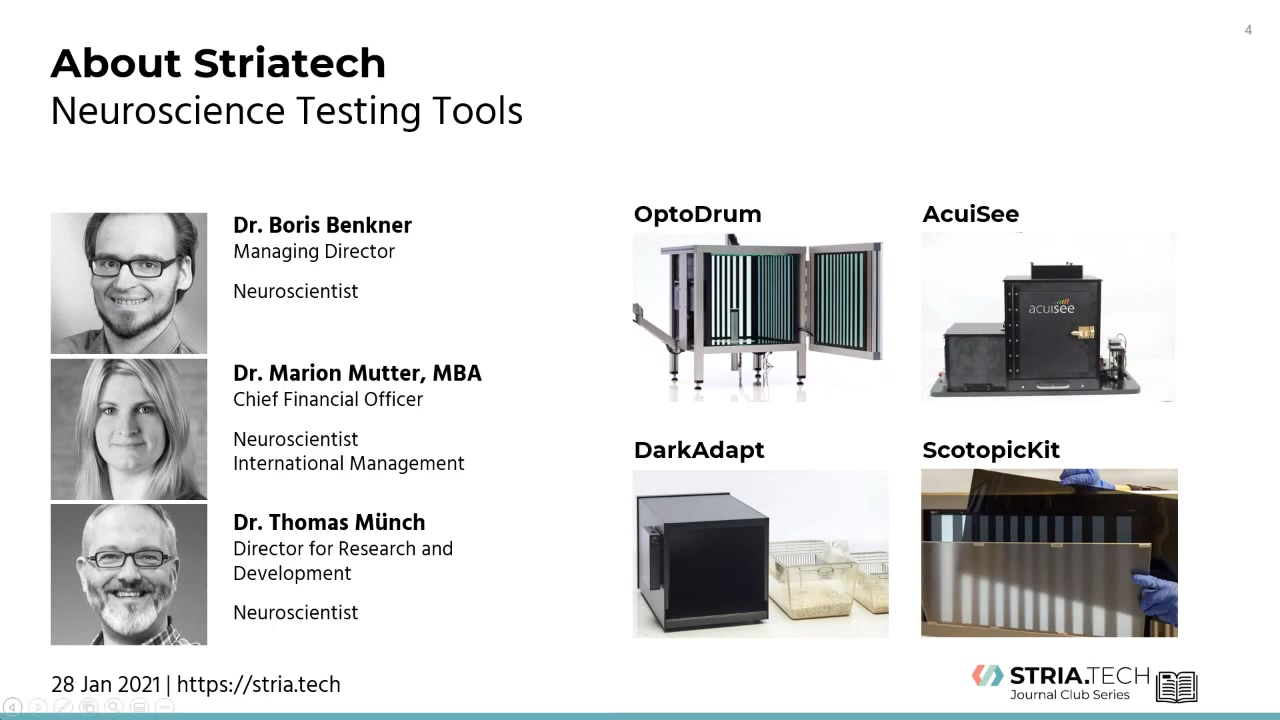 4
About Striatech
Neuroscience Testing Tools
Dr. Boris Benkner
Managing Director
Neuroscientist
Dr. Marion Mutter, MBA
Chief Financial Officer
Neuroscientist
International Management
Dr. Thomas Münch
Director for Research and
Development
Neuroscientist
OptoDrum
AcuiSee
acuisee
DarkAdapt
ScotopicKit
28 Jan 2021 | https://stria.tech
STRIA.TECH
Journal Club Series